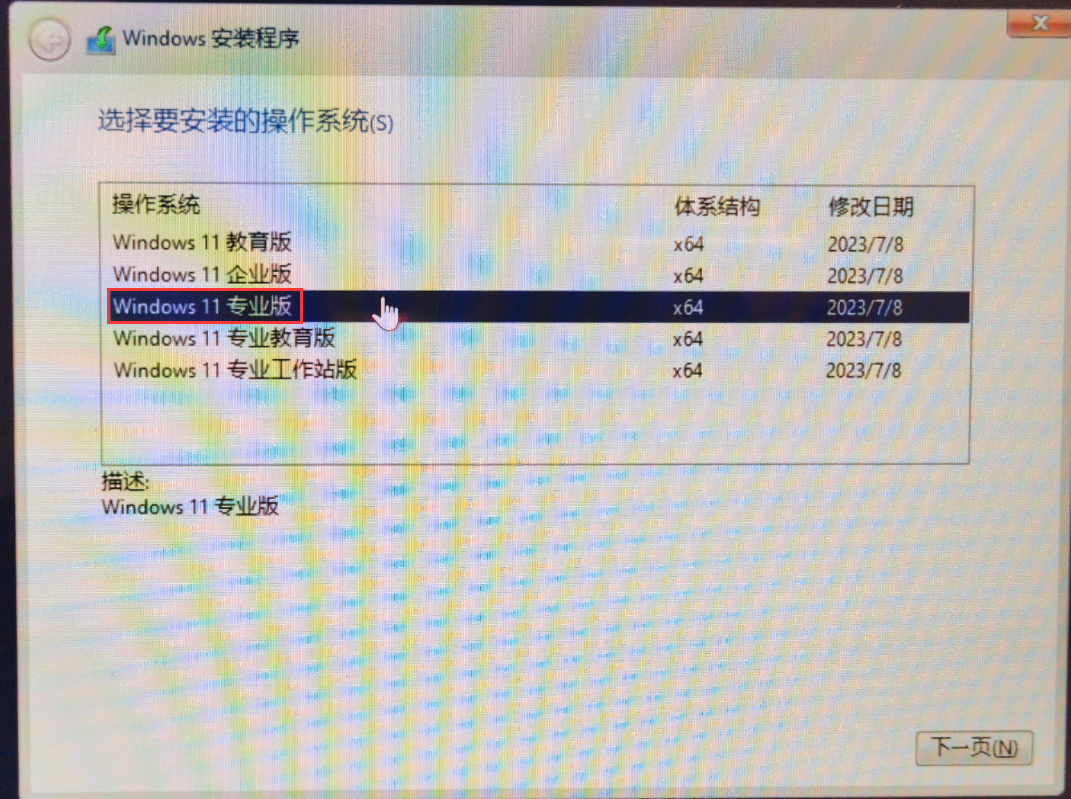 Windows 安装程序
选择要安装的操作系统(S)
操作系统 体系结构 修改日期
Windows 11 教育版 x64 2023/7/8
Windows 11 企业版 x64 2023/7/8
Windows 11 专业版 x64 2023/7/8
Windows 11 专业教育版 x64 2023/7/8
Windows 11 专业工作站版 x64 2023/7/8
描述:
Windows 11 专业版
下一页(N)